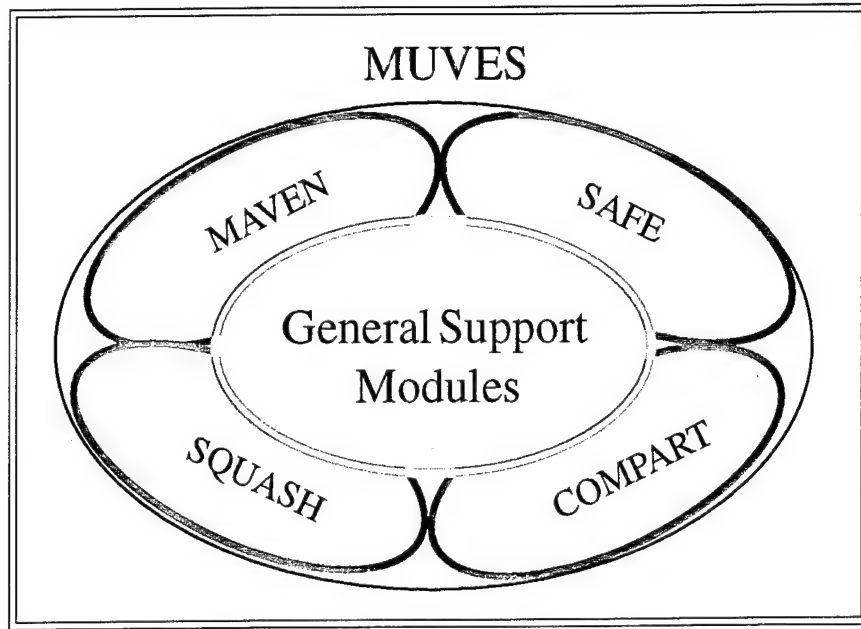 MUVES
MAVEN
SAFE
General Support
Modules
SQUASH
COMPART